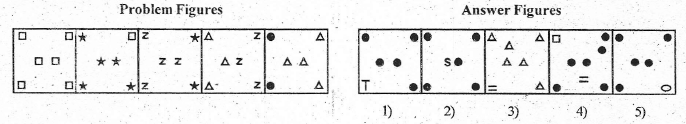 Problem Figures Answer Figures
Z Z
Z Z Z S
Z Z T
1) 2) 3) 4) 5)